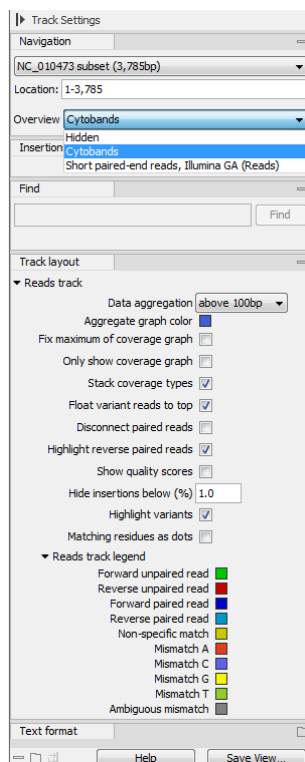 Track Settings
Navigation
NC_010473 subset (3,785bp)
Location: 1-3,785
Overview Cytobands
Hidden
Insertion Cytobands
Short paired-end reads, Illumina GA (Reads)
Find
Find
Track layout
Reads track
Data aggregation above 100bp
Aggregate graph color
Fix maximum of coverage graph
Only show coverage graph
Stack coverage types
Float variant reads to top
Disconnect paired reads
Highlight reverse paired reads
Show quality scores
Hide insertions below (%) 1.0
Highlight variants
Matching residues as dots
Reads track legend
Forward unpaired read
Reverse unpaired read
Forward paired read
Reverse paired read
Non-specific match
Mismatch A
Mismatch C
Mismatch G
Mismatch T
Ambiguous mismatch
Text format
Help Save View...